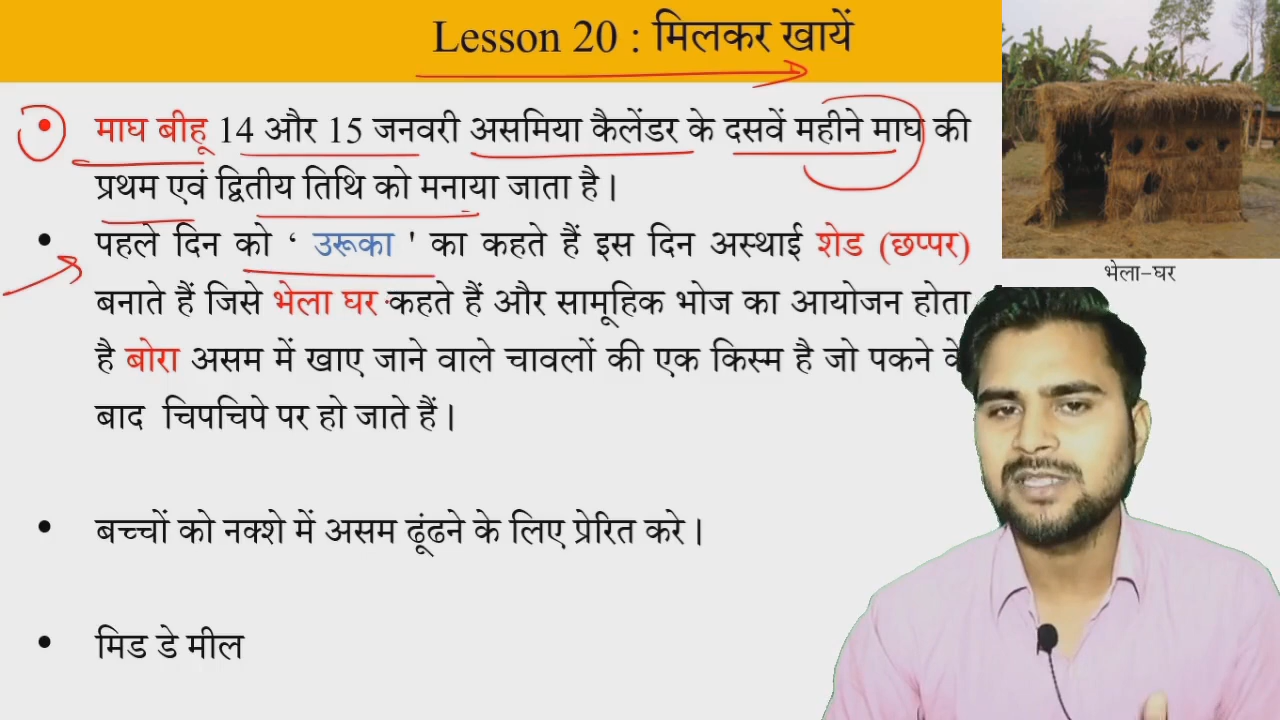 Lesson 20 : मिलकर खायें
माघ बीहू 14 और 15 जनवरी असमिया कैलेंडर के दसवें महीने माघ की
प्रथम एवं द्वितीय तिथि को मनाया जाता है।
पहले दिन को ‘ उरूका ' का कहते हैं इस दिन अस्थाई शेड (छप्पर)
बनाते हैं जिसे भेला घर कहते हैं और सामूहिक भोज का आयोजन होता
है बोरा असम में खाए जाने वाले चावलों की एक किस्म है जो पकने के
बाद चिपचिपे पर हो जाते हैं।
बच्चों को नक्शे में असम ढूंढने के लिए प्रेरित करे।
मिड डे मील
भेला-घर